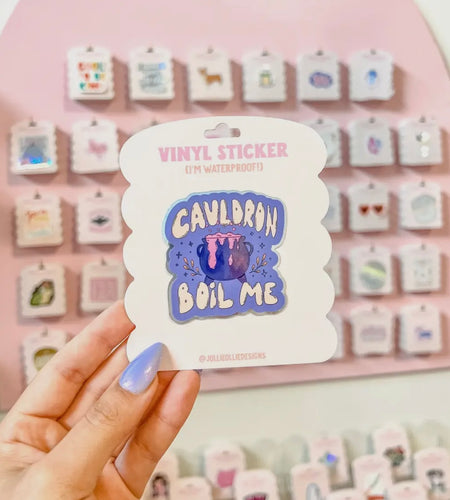 VINYL STICKER
(I'M WATERPROOF!)
CAULDRON
BOIL ME
@JOLLIEOLLIEDESIGNS